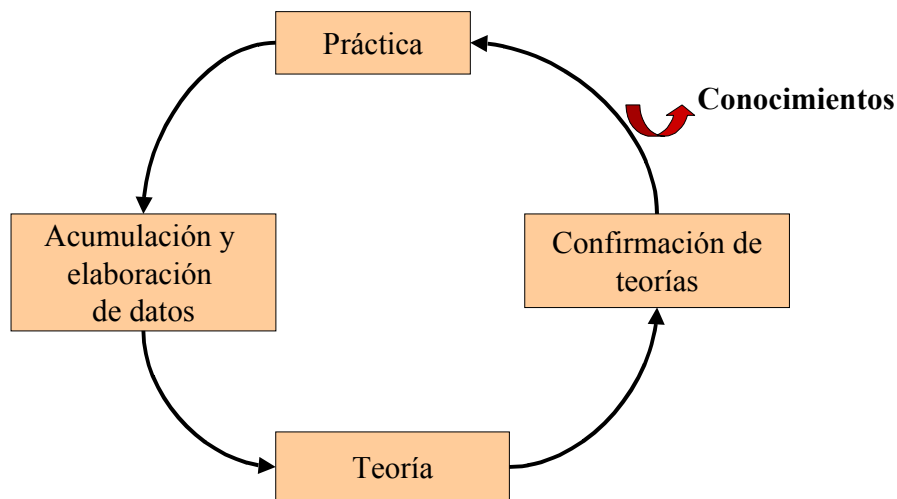 Práctica
Conocimientos
Acumulación y
elaboración
de datos
Confirmación de
teorías
Teoría